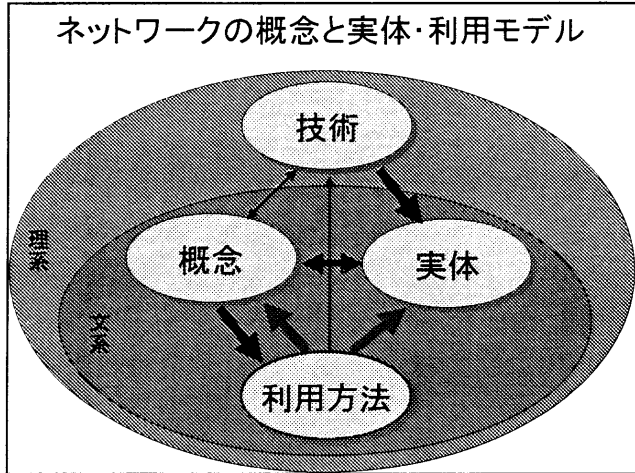 ネットワークの概念と実体・利用モデル
技術
理系
概念
実体
文系
利用方法